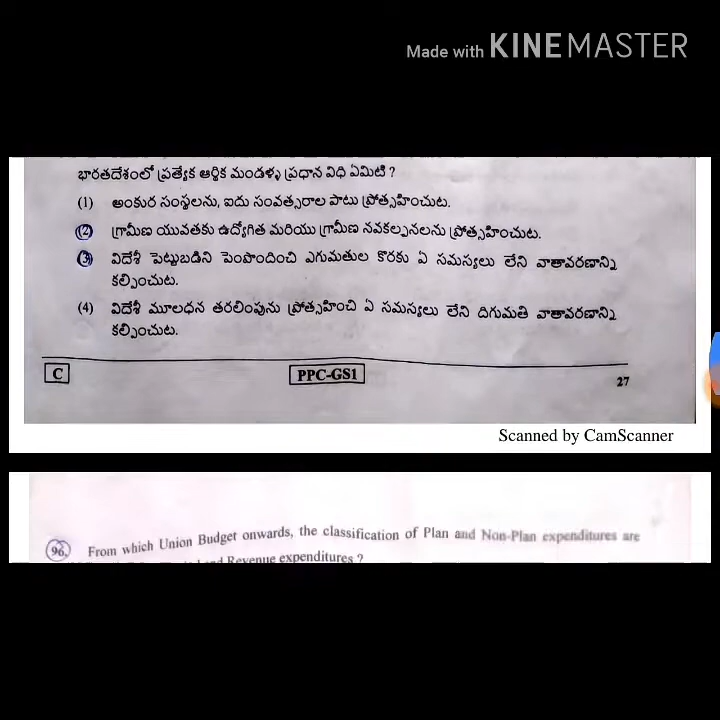 Made with KINEMASTER
భారతదేశంలో ప్రత్యేక ఆర్థిక మండళ్ళు ప్రధాన విధి ఏమిటి ?
(1) అంకుర సంస్థలను, ఐదు సంవత్సరాల పాటు ప్రోత్సహించుట.
(2) గ్రామీణ యువతకు ఉద్యోగిత మరియు గ్రామీణ నవకల్పనలను ప్రోత్సహించుట.
(3) విదేశీ పెట్టుబడిని పెంపొందించి ఎగుమతుల కొరకు ఏ సమస్యలు లేని వాతావరణాన్ని
కల్పించుట.
(4) విదేశీ మూలధన తరలింపును ప్రోత్సహించి ఏ సమస్యలు లేని దిగుమతి వాతావరణాన్ని
కల్పించుట.
C PPC-GS1 27
Scanned by CamScanner
96. From which Union Budget onwards, the classification of Plan and Non-Plan expenditures are
and Revenue expenditures ?